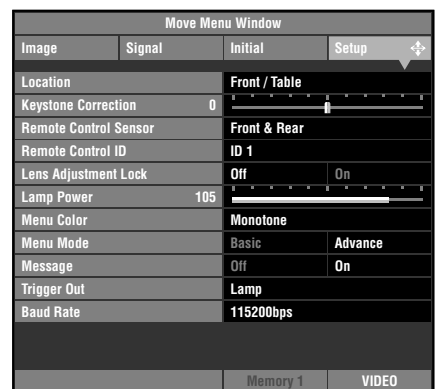 Move Menu Window
Image Signal Initial Setup
Location Front / Table
Keystone Correction 0
Remote Control Sensor Front & Rear
Remote Control ID ID 1
Lens Adjustment Lock Off On
Lamp Power 105
Menu Color Monotone
Menu Mode Basic Advance
Message Off On
Trigger Out Lamp
Baud Rate 115200bps
Memory 1 VIDEO